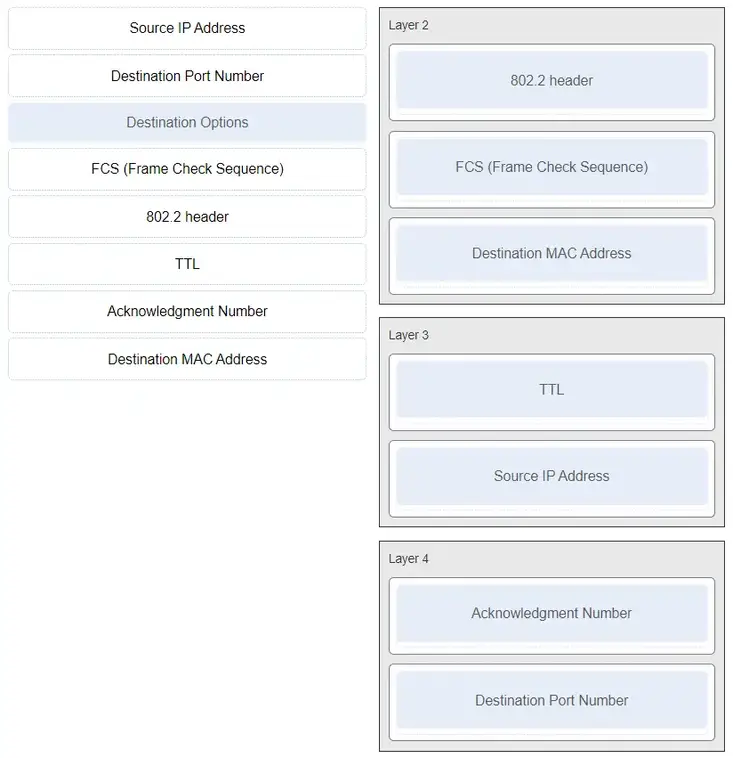 Source IP Address
Destination Port Number
Destination Options
FCS (Frame Check Sequence)
802.2 header
TTL
Acknowledgment Number
Destination MAC Address
Layer 2
802.2 header
FCS (Frame Check Sequence)
Destination MAC Address
Layer 3
TTL
Source IP Address
Layer 4
Acknowledgment Number
Destination Port Number